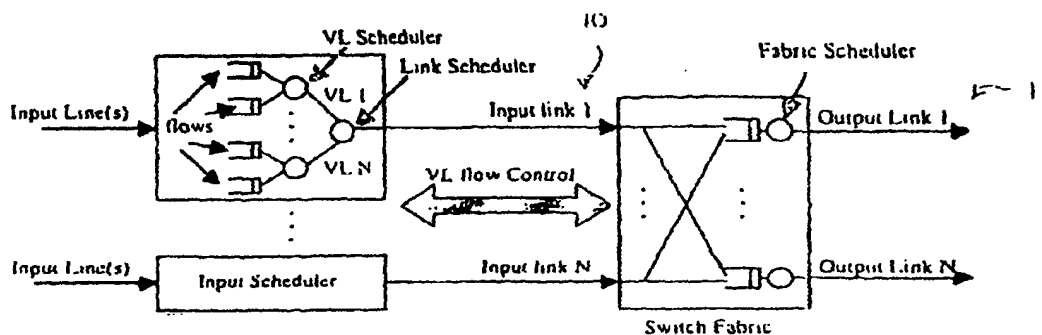 10
VL Scheduler
Fabric Scheduler
Link Scheduler
VL 1
Input Line(s)
flows
Input link 1
Output Link 1
VL N
VL flow Control
Input Line(s)
Input Scheduler
Input link N
Output Link N
Switch Fabric